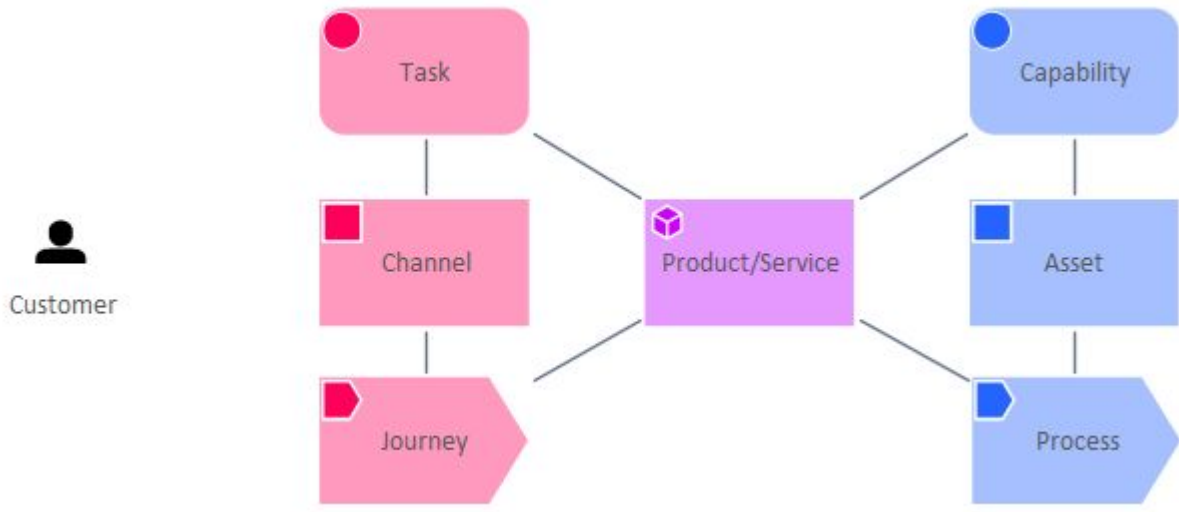 Task
Capability
Channel
Product/Service
Asset
Customer
Journey
Process